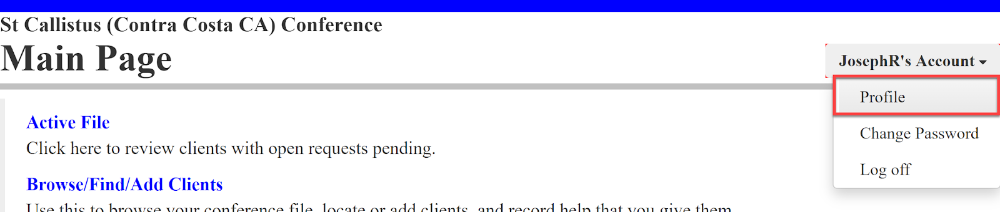 St Callistus (Contra Costa CA) Conference
Main Page
JosephR's Account
Profile
Change Password
Log off
Active File
Click here to review clients with open requests pending.
Browse/Find/Add Clients
Use this to browse your conference file, locate or add clients, and record help that you give them